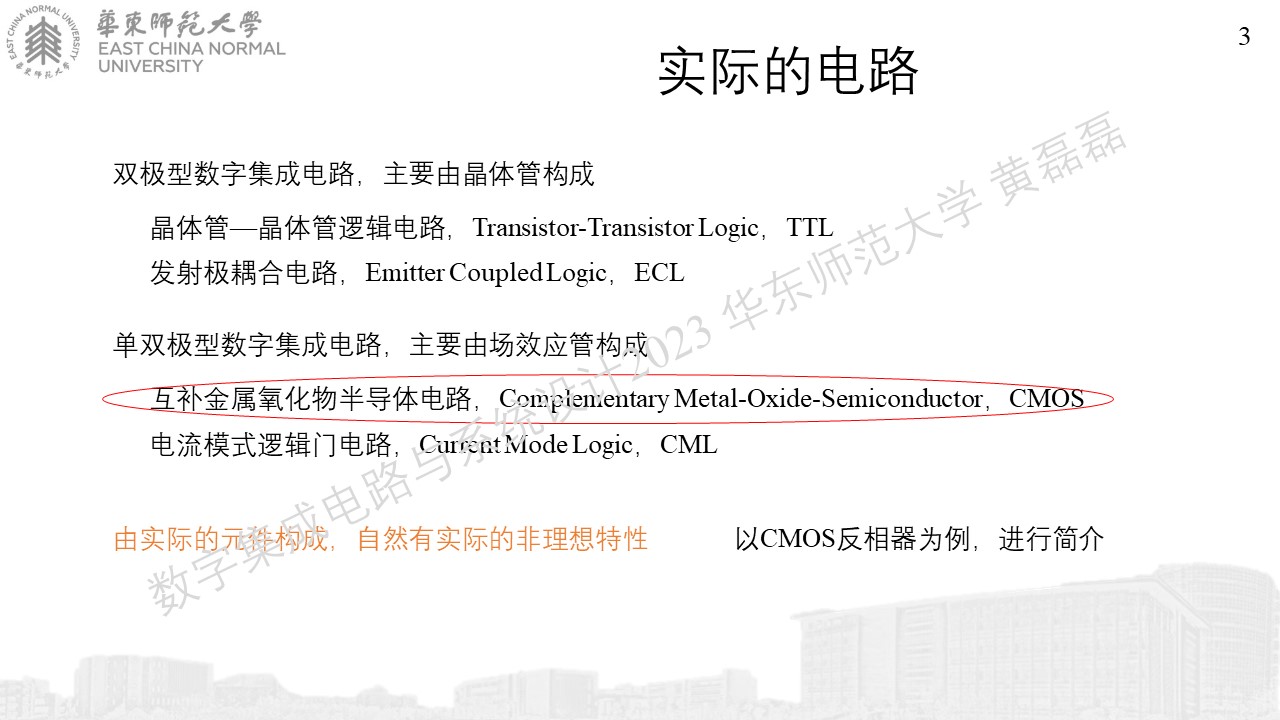 華東師範大學
EAST CHINA NORMAL
UNIVERSITY
EAST CHINA NORMAL UNIVERSITY
華東师范大学
3
实际的电路
双极型数字集成电路，主要由晶体管构成
晶体管—晶体管逻辑电路，Transistor-Transistor Logic，TTL
发射极耦合电路，Emitter Coupled Logic，ECL
单双极型数字集成电路，主要由场效应管构成
互补金属氧化物半导体电路，Complementary Metal-Oxide-Semiconductor，CMOS
电流模式逻辑门电路，Current Mode Logic，CML
由实际的元件构成，自然有实际的非理想特性
以CMOS反相器为例，进行简介
数字集成电路与系统设计2023 华东师范大学 黄磊磊